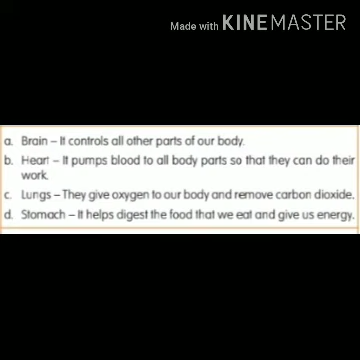 Made with KINEMASTER
a. Brain – It controls all other parts of our body.
b. Heart – It pumps blood to all body parts so that they can do their
work.
c. Lungs – They give oxygen to our body and remove carbon dioxide.
d. Stomach – It helps digest the food that we eat and give us energy.